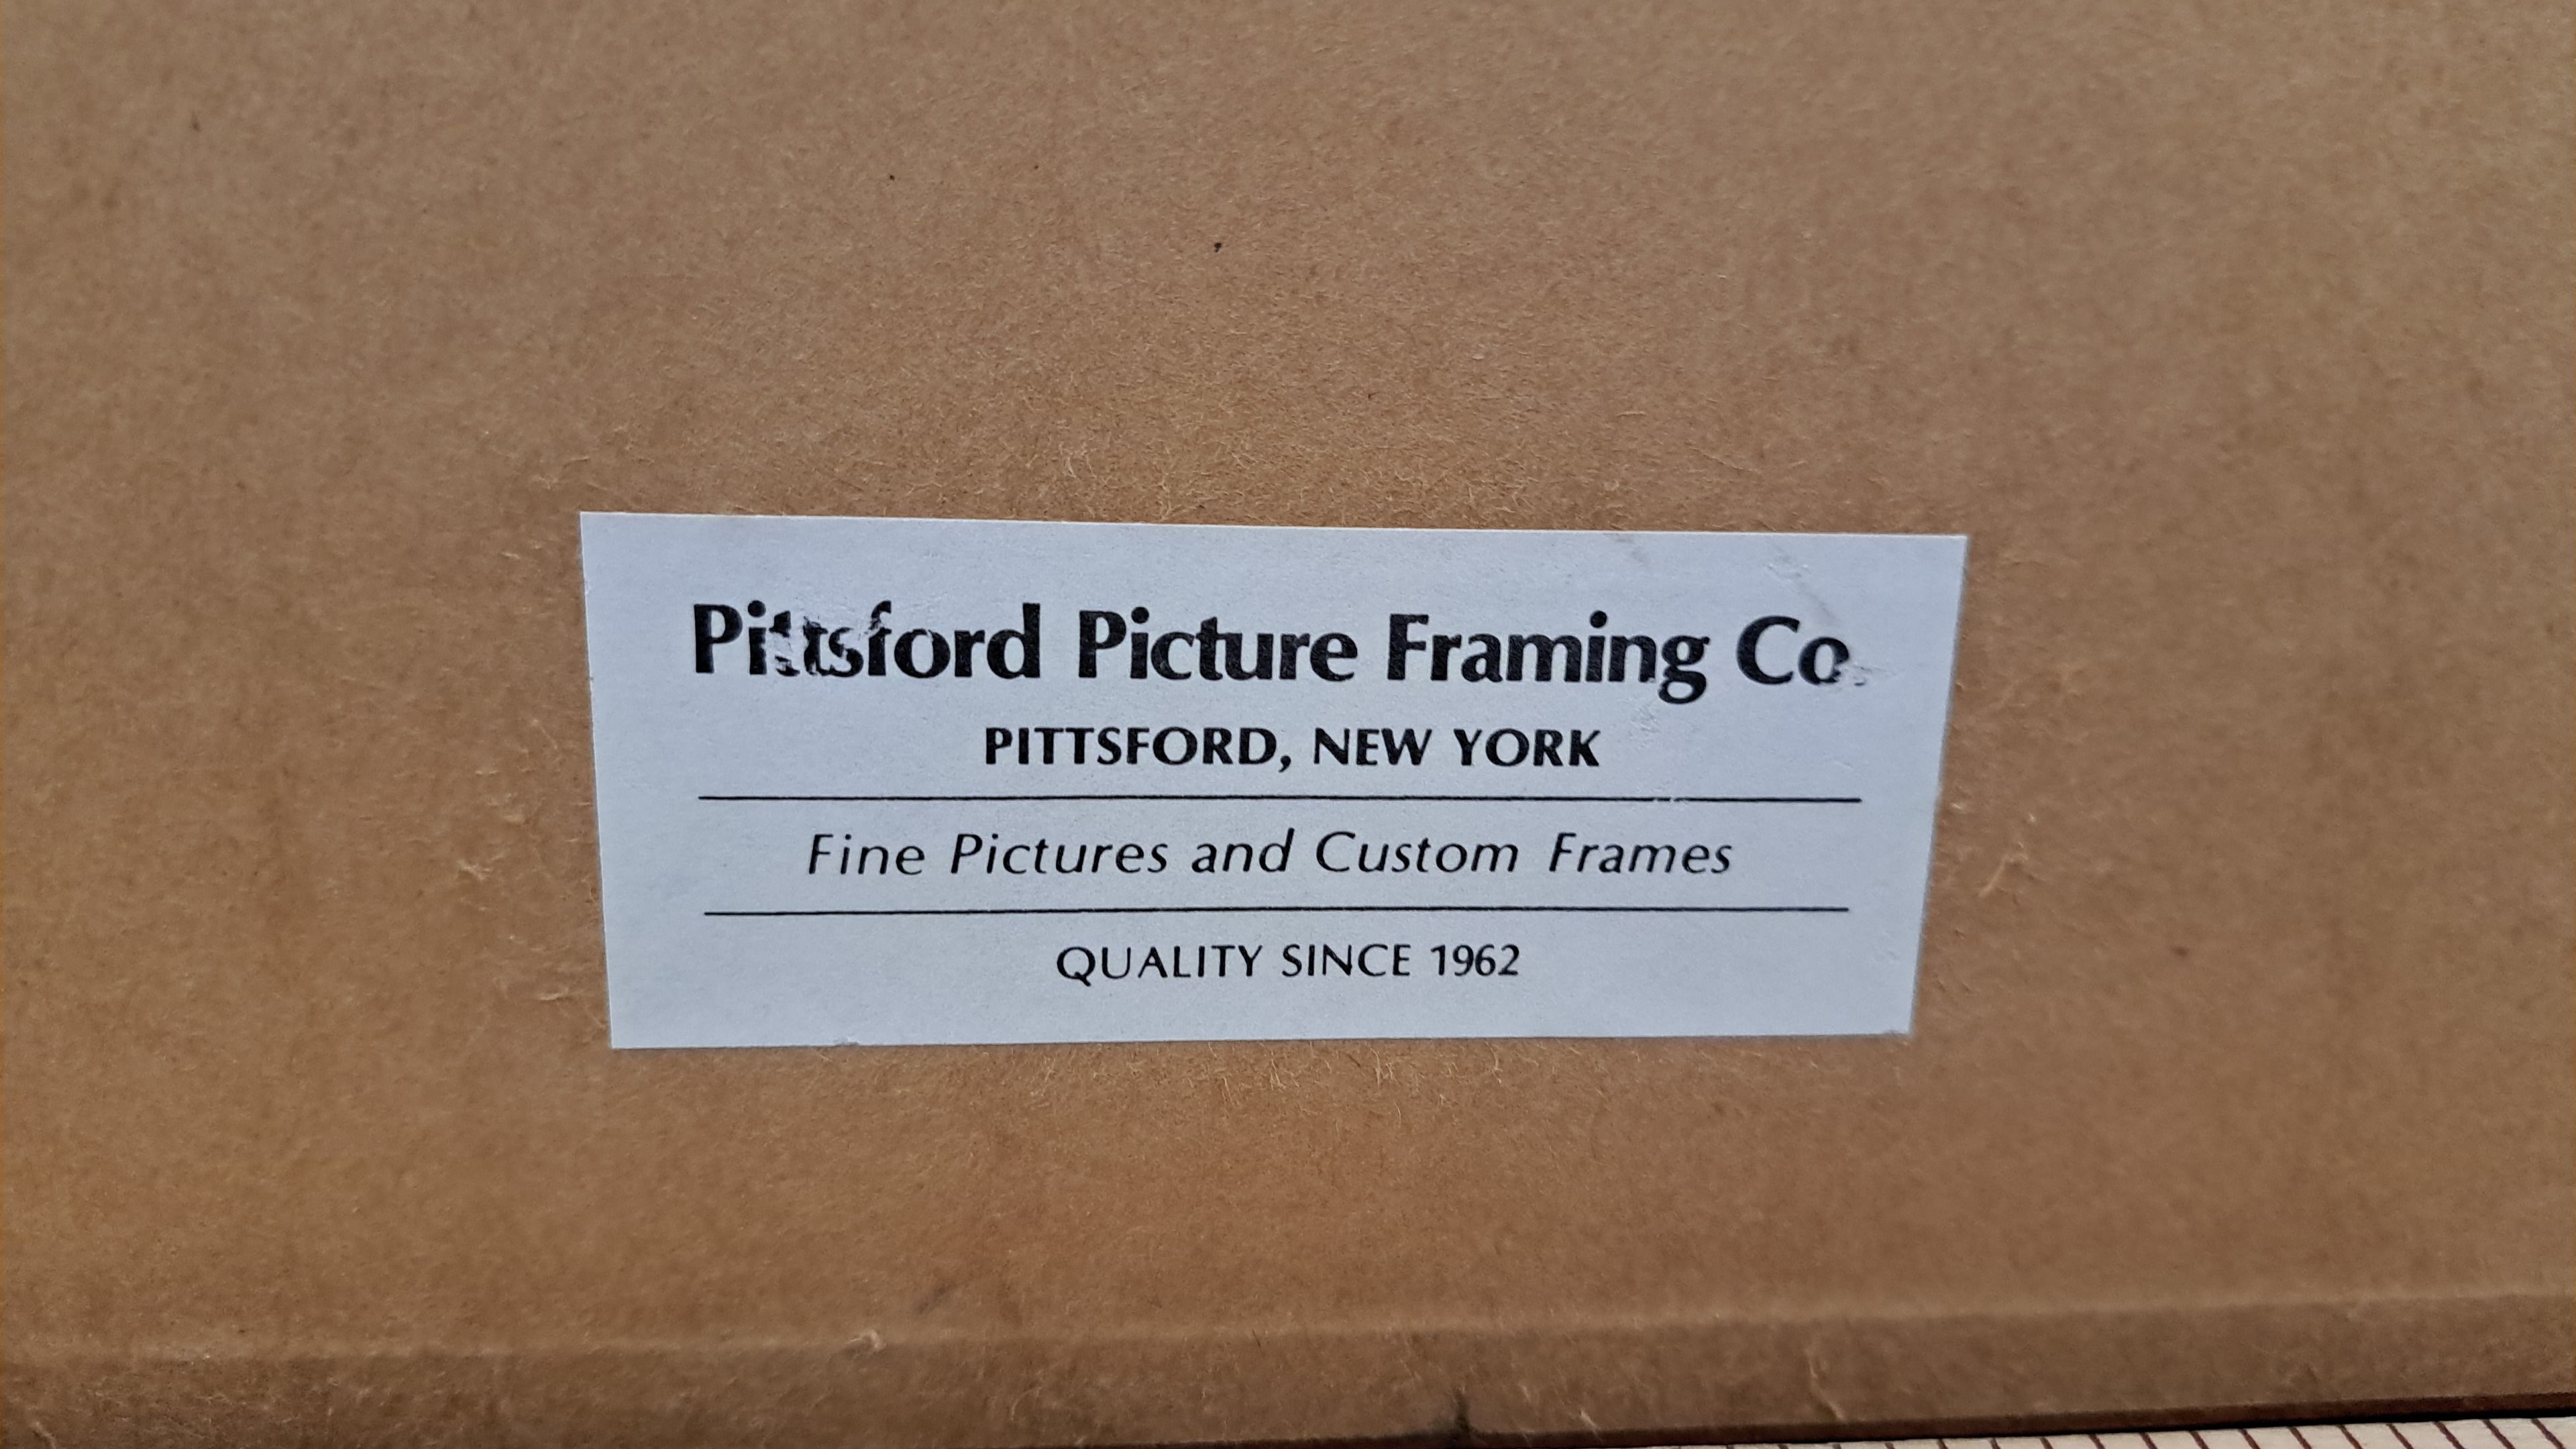 Pittsford Picture Framing Co.
PITTSFORD, NEW YORK
Fine Pictures and Custom Frames
QUALITY SINCE 1962